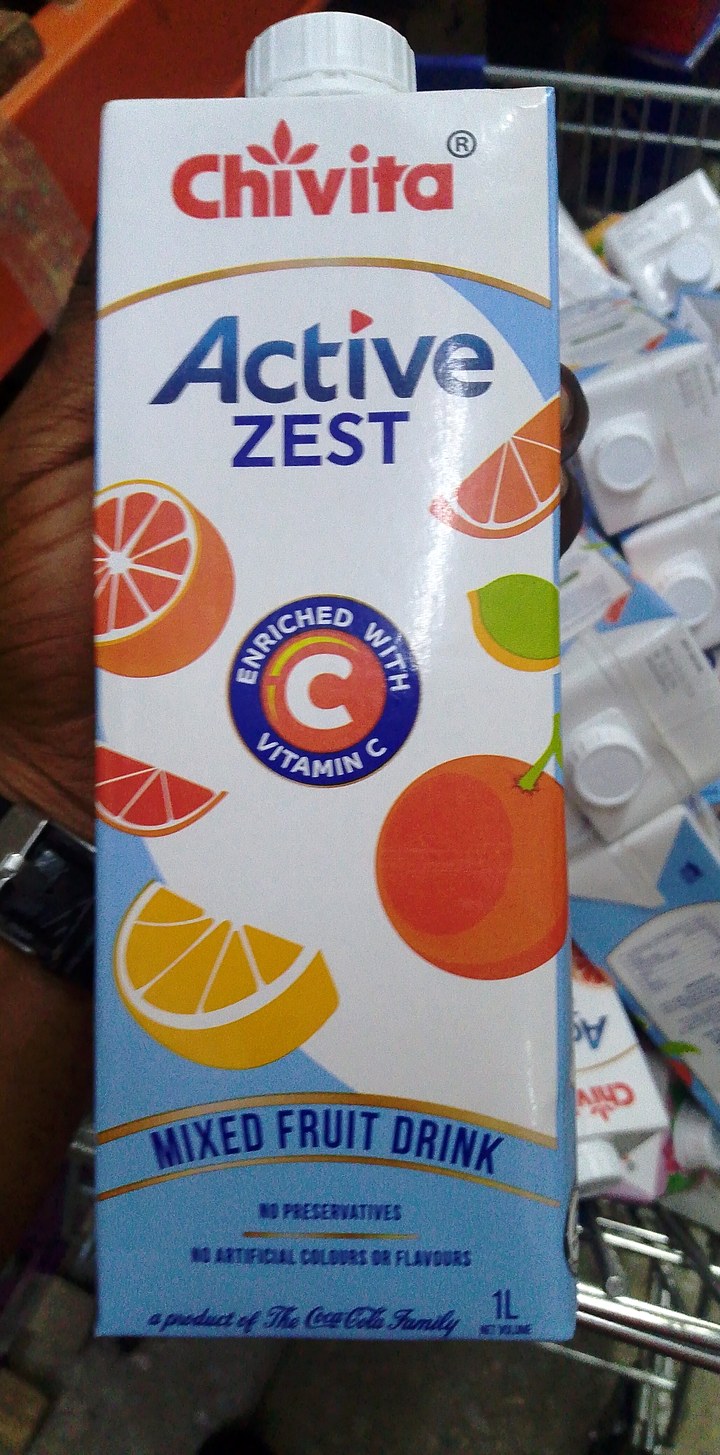 Chivita®
Active
ZEST
ENRICHED WITH
C
VITAMIN C
MIXED FRUIT DRINK
NO PRESERVATIVES
NO ARTIFICIAL COLOURS OR FLAVOURS
a product of The Coca-Cola Family
1L
NET VOLUME